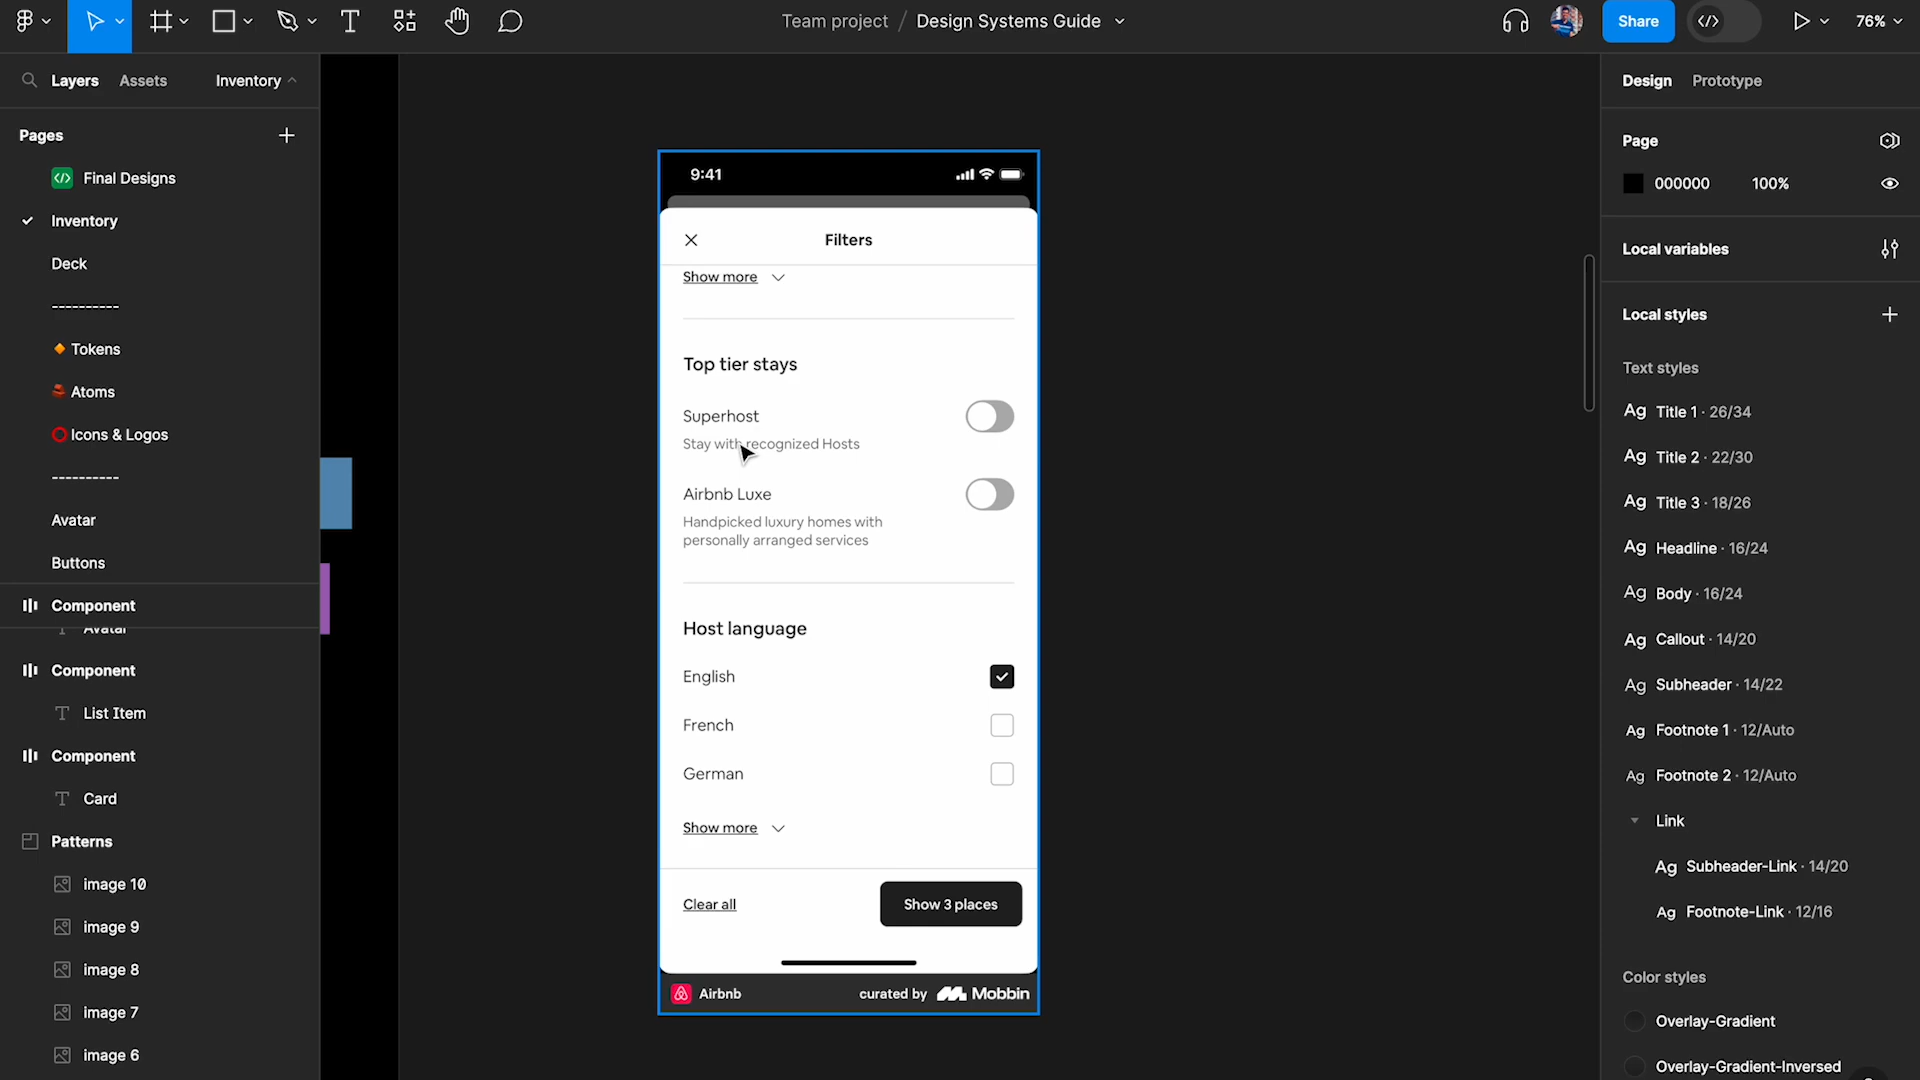 Team project / Design Systems Guide
Share
76%
Layers
Assets
Inventory
Pages
Final Designs
Inventory
Deck
----------
Tokens
Atoms
Icons & Logos
----------
Avatar
Buttons
Component
Avatar
Component
List Item
Component
Card
Patterns
image 10
image 9
image 8
image 7
image 6
9:41
Filters
Show more
Top tier stays
Superhost
Stay with recognized Hosts
Airbnb Luxe
Handpicked luxury homes with
personally arranged services
Host language
English
French
German
Show more
Clear all
Show 3 places
Airbnb
curated by Mobbin
Design
Prototype
Page
000000 100%
Local variables
Local styles
Text styles
Ag Title 1 · 26/34
Ag Title 2 · 22/30
Ag Title 3 · 18/26
Ag Headline · 16/24
Ag Body · 16/24
Ag Callout · 14/20
Ag Subheader · 14/22
Ag Footnote 1 · 12/Auto
Ag Footnote 2 · 12/Auto
Link
Ag Subheader-Link · 14/20
Ag Footnote-Link · 12/16
Color styles
Overlay-Gradient
Overlay-Gradient-Inversed